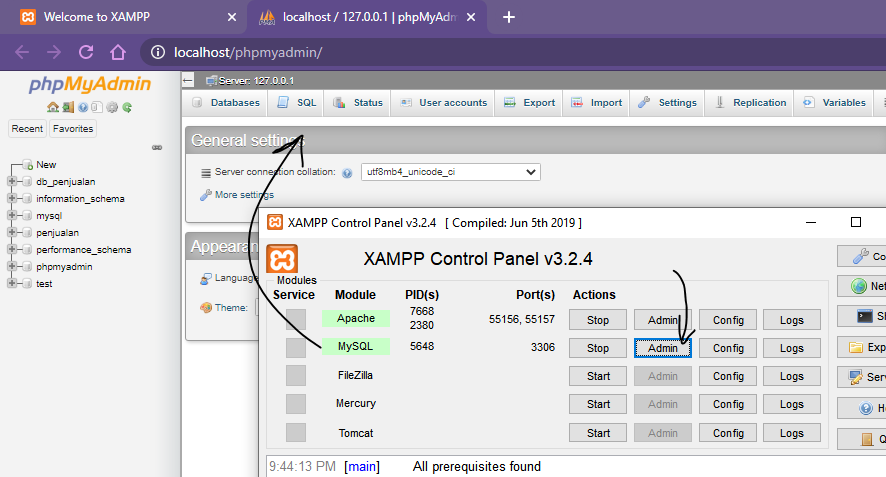 Welcome to XAMPP
localhost / 127.0.0.1 | phpMyAdm
localhost/phpmyadmin/
phpMyAdmin
Recent Favorites
New
db_penjualan
information_schema
mysql
penjualan
performance_schema
phpmyadmin
test
Server: 127.0.0.1
Databases SQL Status User accounts Export Import Settings Replication Variables
General settings
Server connection collation: utf8mb4_unicode_ci
More settings
Appearan
Language
Theme:
XAMPP Control Panel v3.2.4 [ Compiled: Jun 5th 2019 ]
XAMPP Control Panel v3.2.4
Modules
Service Module PID(s) Port(s) Actions
Apache 7668 2380 55156, 55157 Stop Admin Config Logs
MySQL 5648 3306 Stop Admin Config Logs
FileZilla Start Admin Config Logs
Mercury Start Admin Config Logs
Tomcat Start Admin Config Logs
Co
Net
Sh
Exp
Serv
He
Q
9:44:13 PM [main] All prerequisites found